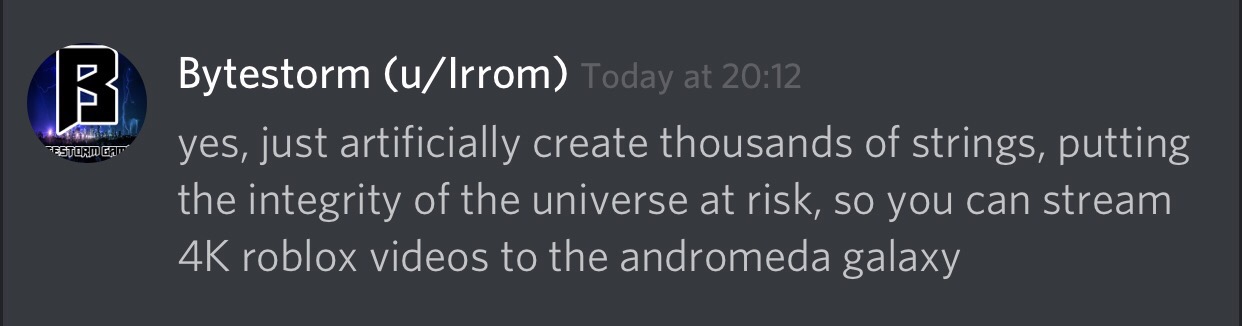 B
Bytestorm (u/Irrom) Today at 20:12
yes, just artificially create thousands of strings, putting
the integrity of the universe at risk, so you can stream
4K roblox videos to the andromeda galaxy